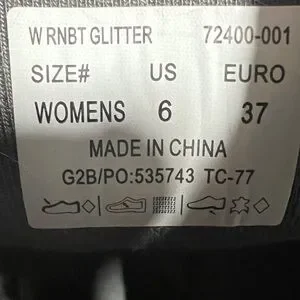 W RNBT GLITTER 72400-001
SIZE# US EURO
WOMENS 6 37
MADE IN CHINA
G2B/PO:535743 TC-77